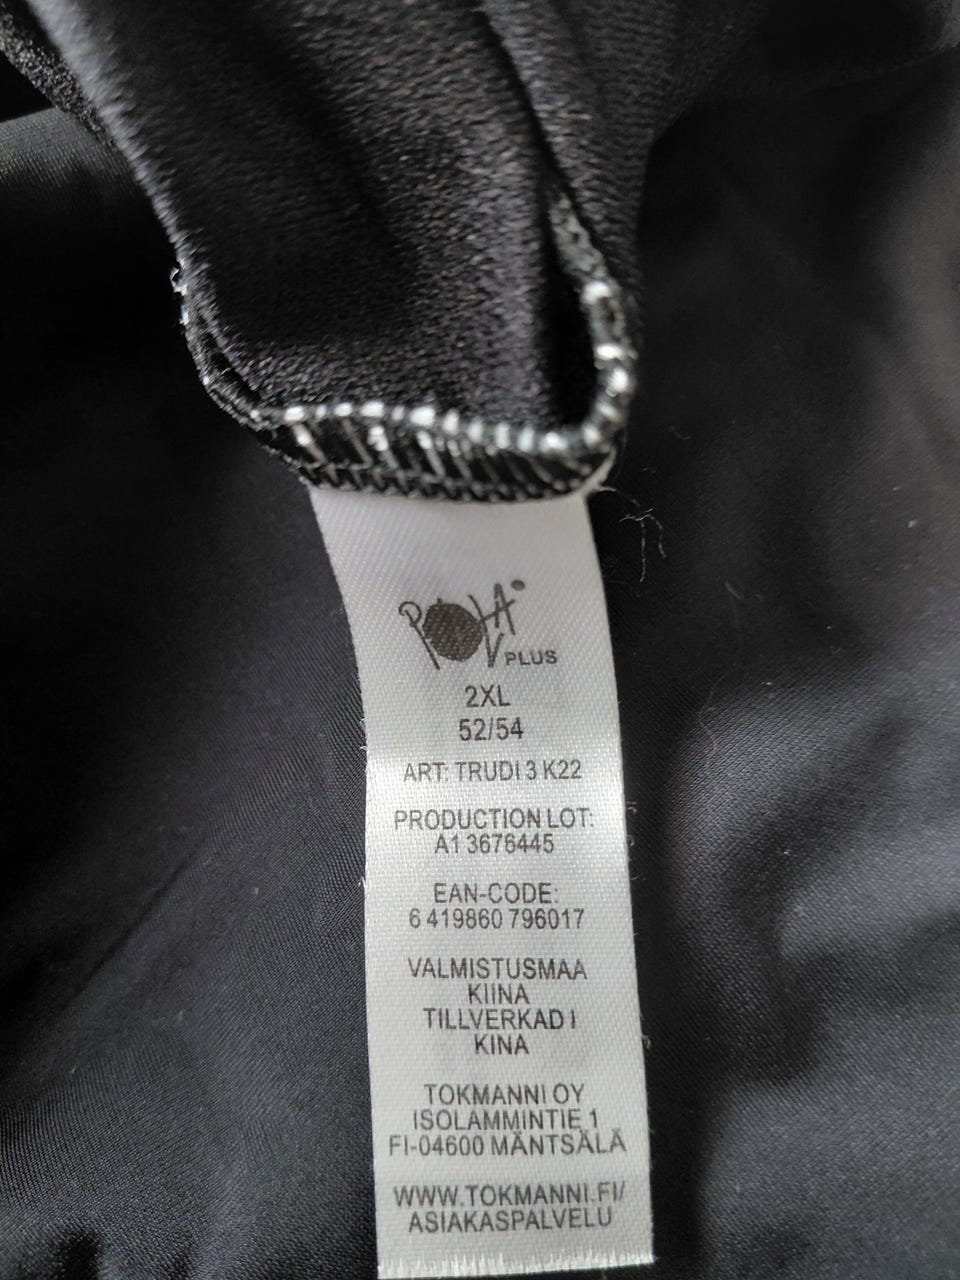 POLA
PLUS
2XL
52/54
ART: TRUDI 3 K22
PRODUCTION LOT:
A1 3676445
EAN-CODE:
6 419860 796017
VALMISTUSMAA
KIINA
TILLVERKAD I
KINA
TOKMANNI OY
ISOLAMMINTIE 1
FI-04600 MÄNTSÄLÄ
WWW.TOKMANNI.FI/
ASIAKASPALVELU